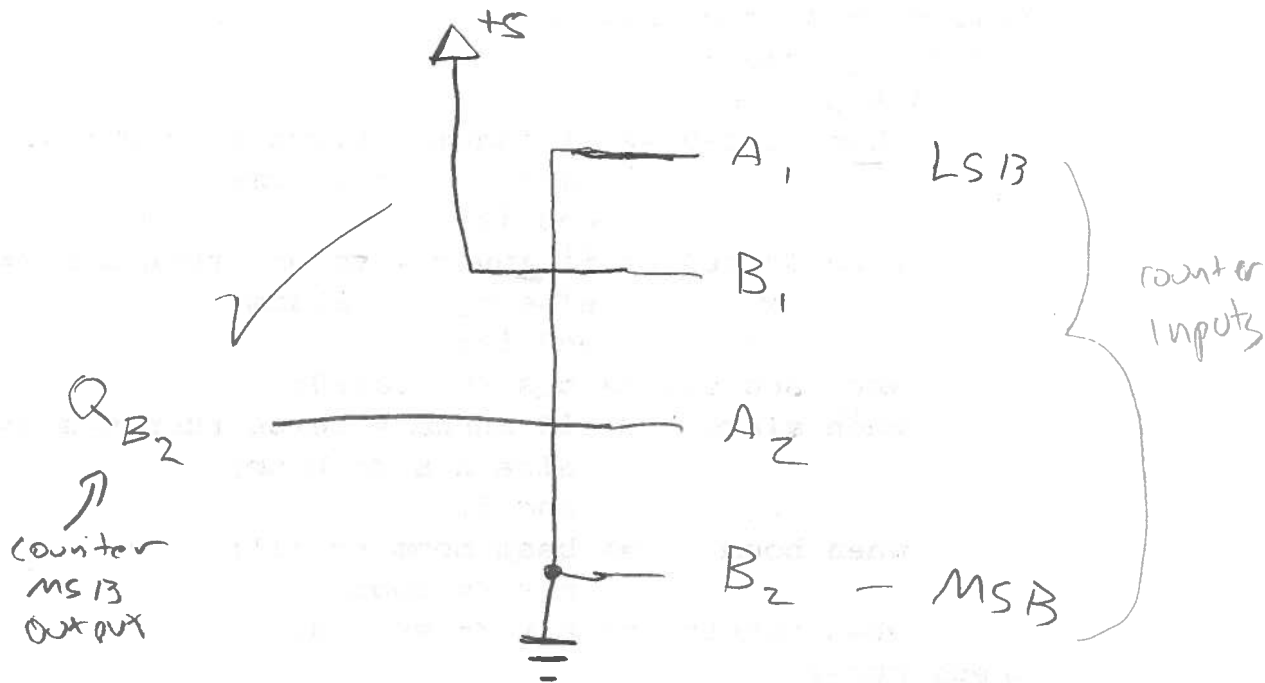 +5
A1 – LSB
B1
counter
inputs
QB2
A2
counter
MSB
output
B2 – MSB